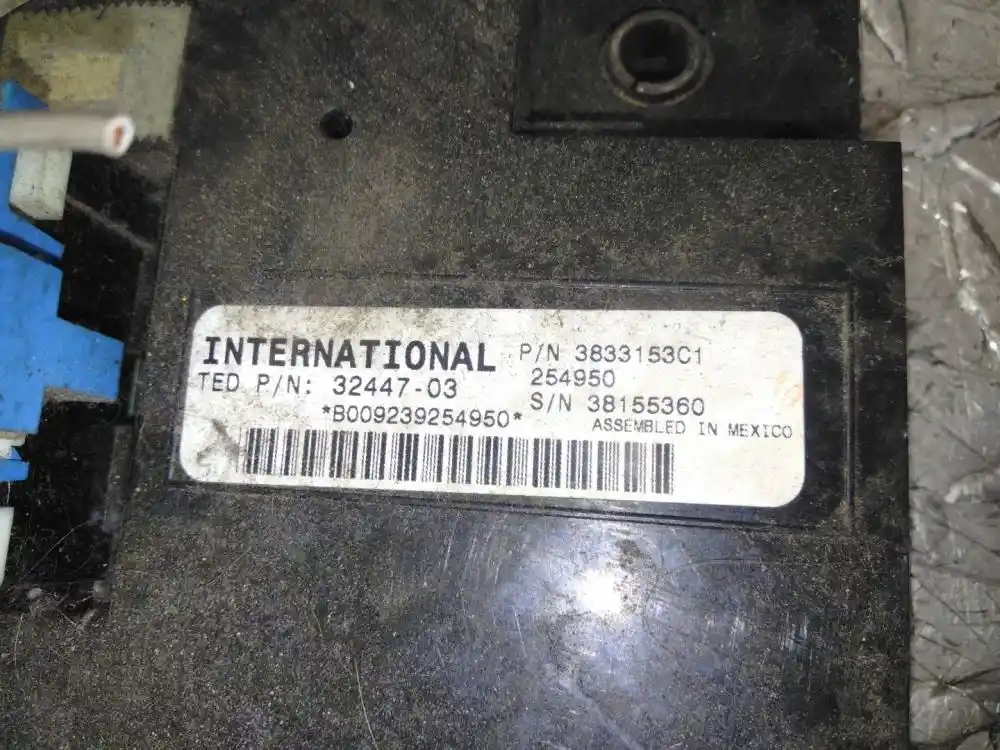 INTERNATIONAL P/N 3833153C1
TED P/N: 32447-03 254950
S/N 38155360
*B009239254950*
ASSEMBLED IN MEXICO